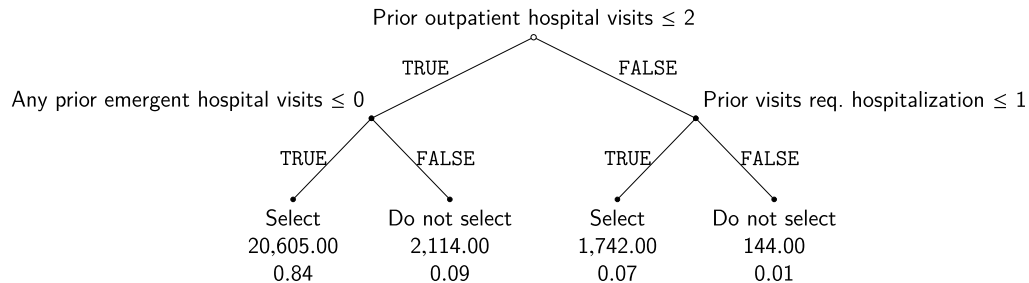 Prior outpatient hospital visits ≤ 2
TRUE
FALSE
Any prior emergent hospital visits ≤ 0
Prior visits req. hospitalization ≤ 1
TRUE
FALSE
TRUE
FALSE
Select
Do not select
Select
Do not select
20,605.00
2,114.00
1,742.00
144.00
0.84
0.09
0.07
0.01